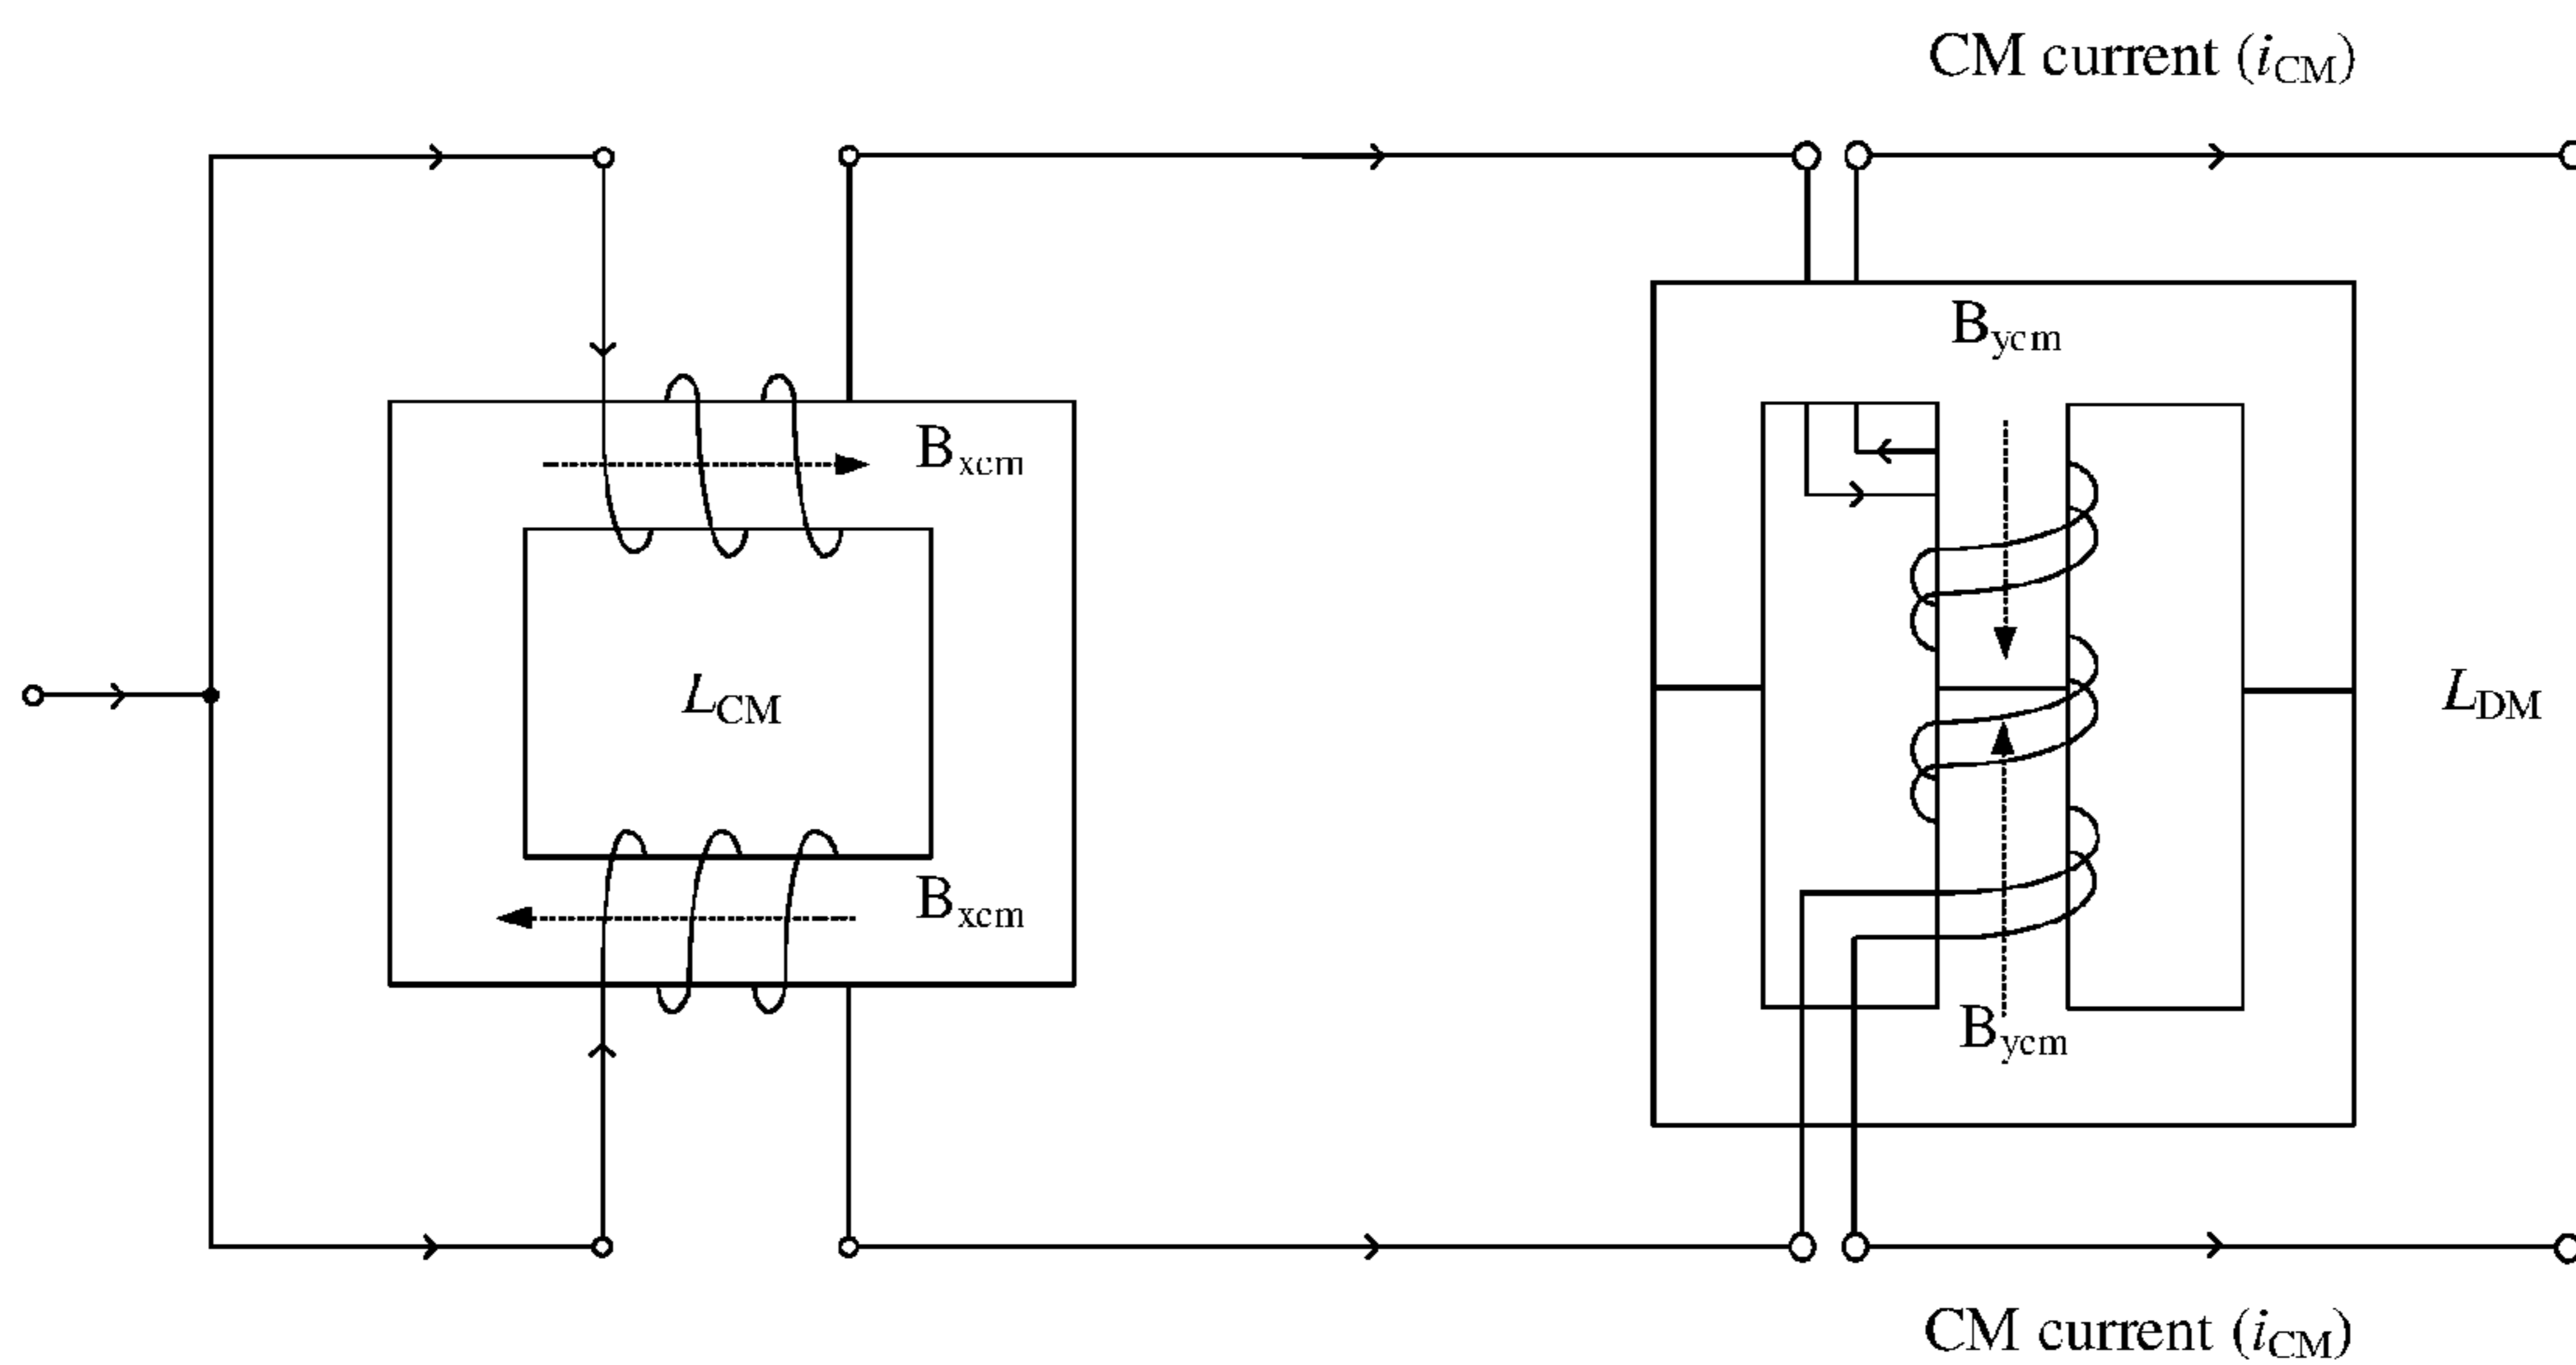 CM current (iCM)
Bycm
Bxcm
LCM
LDM
Bxcm
Bycm
CM current (iCM)